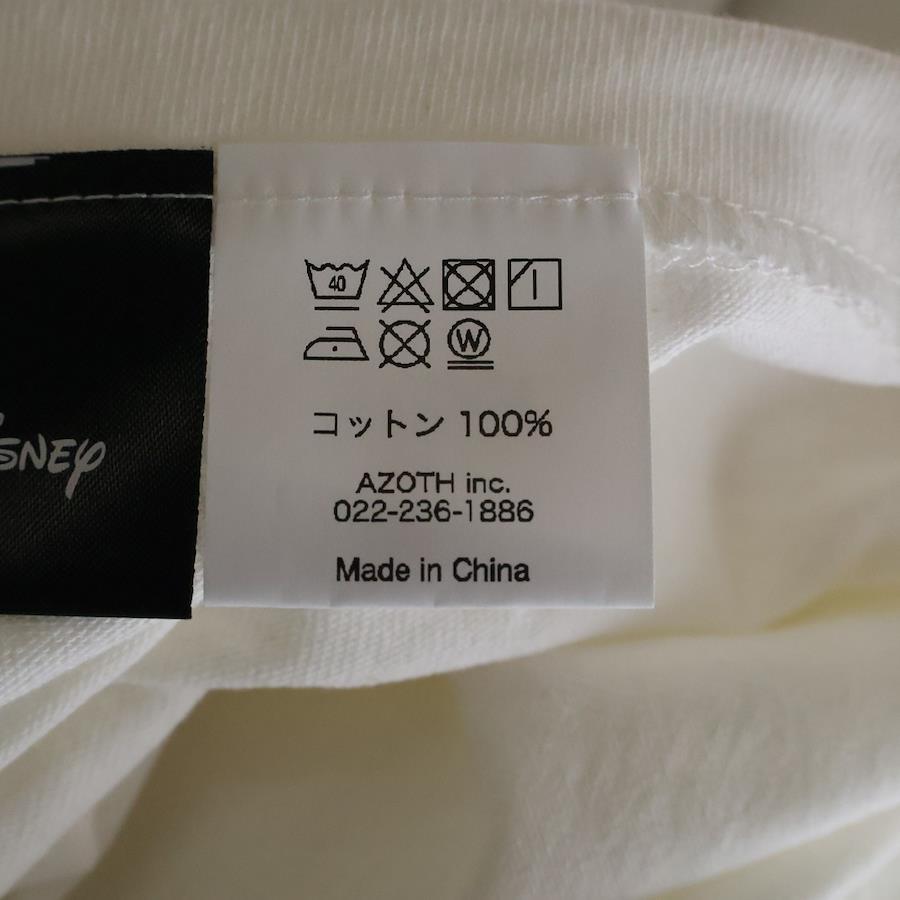 40
W
コットン 100%
AZOTH inc.
022-236-1886
Made in China